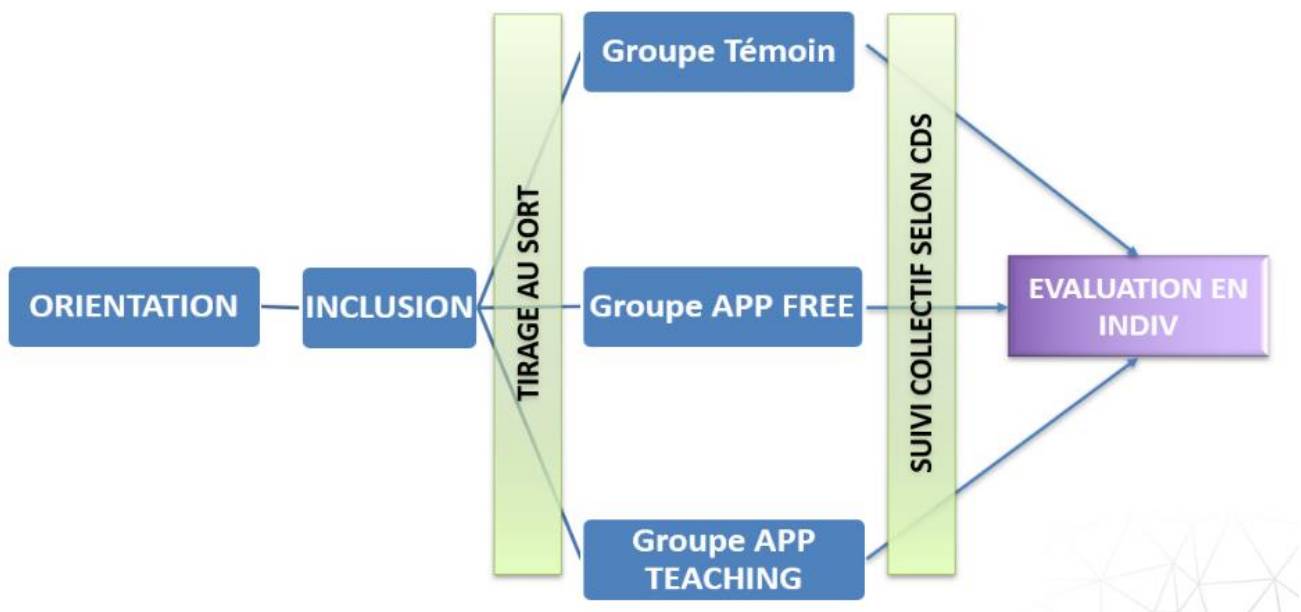 ORIENTATION
INCLUSION
TIRAGE AU SORT
Groupe Témoin
Groupe APP FREE
Groupe APP
TEACHING
SUIVI COLLECTIF SELON CDS
EVALUATION EN
INDIV